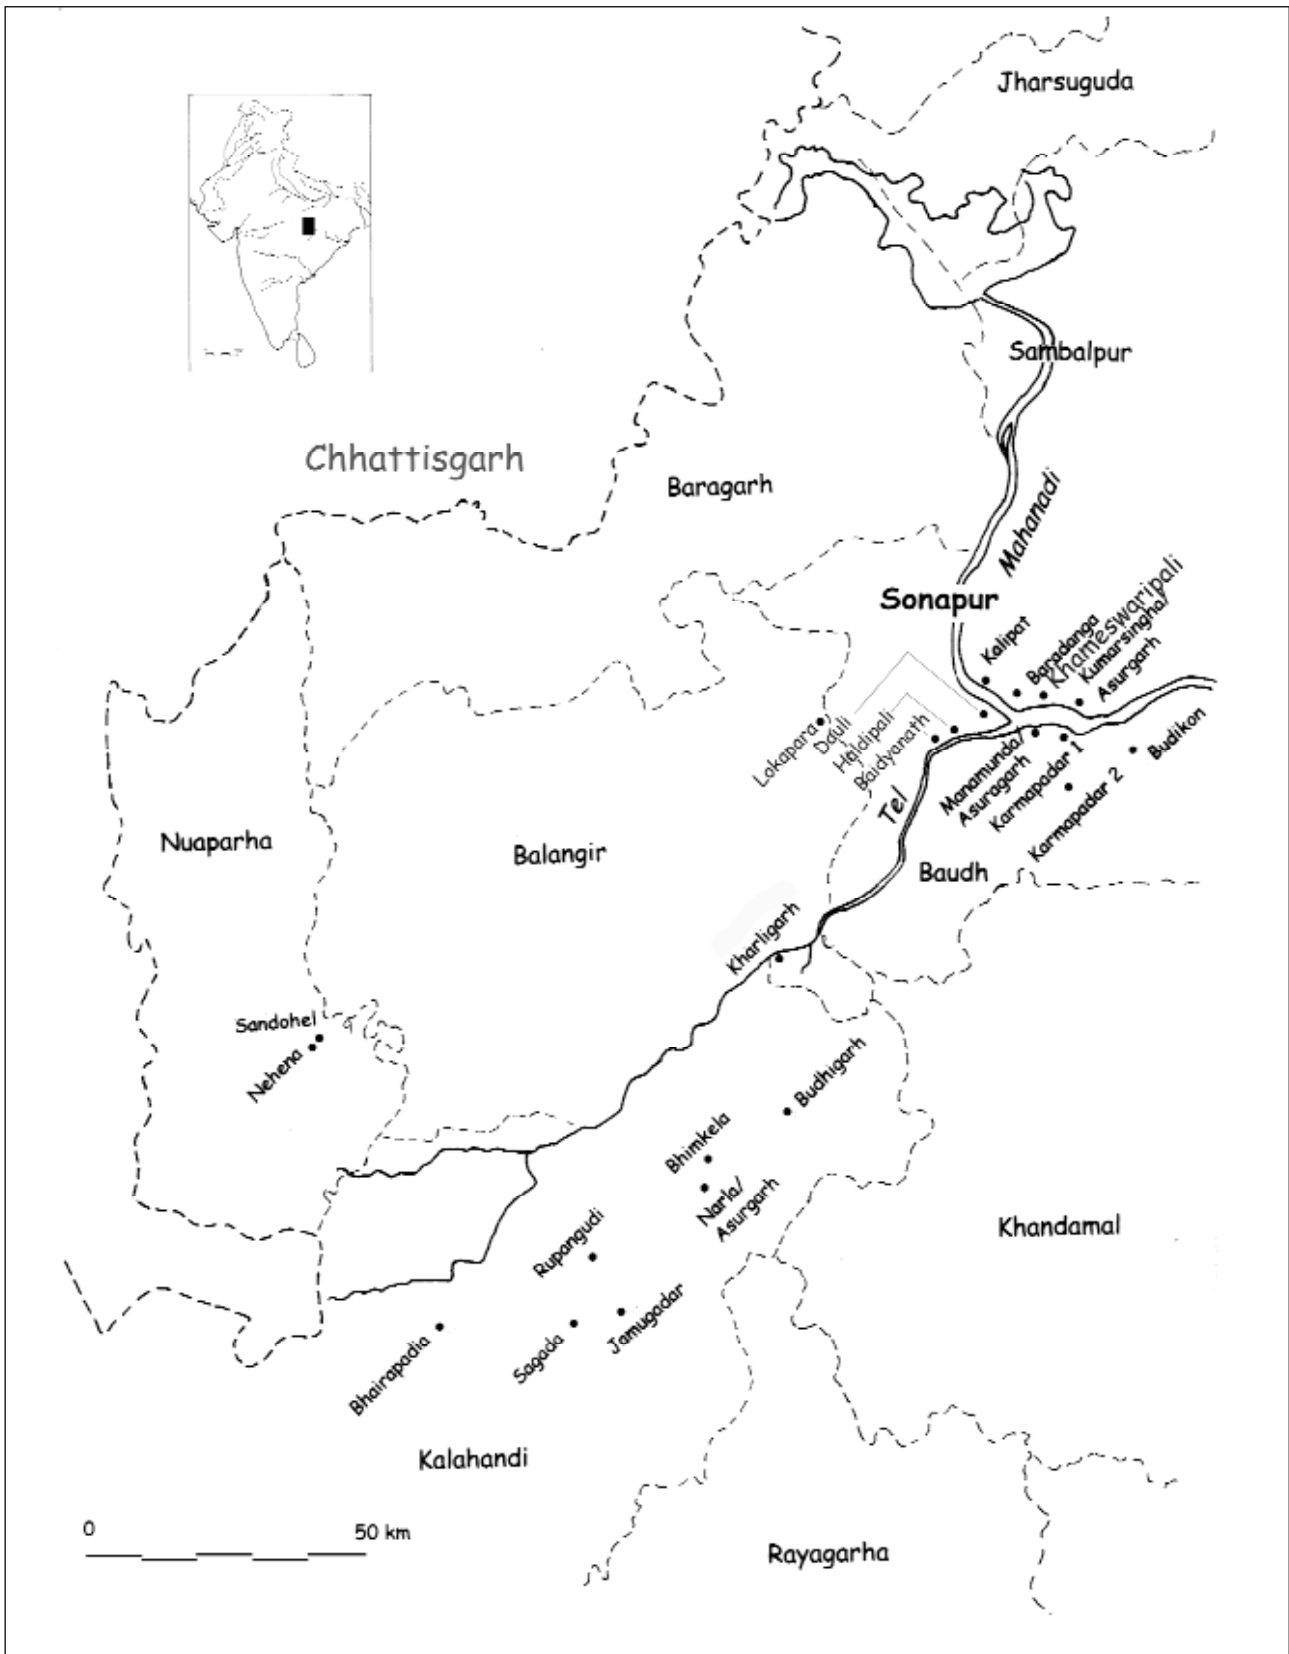 Jharsuguda
Sambalpur
Chhattisgarh
Baragarh
Mahanadi
Sonapur
Kalipat
Baradanga
Khameswaripali
Kumarsingha/
Asurgarh
Lokapara
Dauli
Haldipali
Baidyanath
Tel
Manamunda/
Asuragarh
Karmapadar 1
Karmapadar 2
Budikon
Nuaparha
Balangir
Baudh
Kharligarh
Sandohel
Nehena
Budhigarh
Bhimkela
Narla/
Asurgarh
Khandamal
Rupangudi
Jamugadar
Sagada
Bhairapadia
Kalahandi
0
50 km
Rayagarha